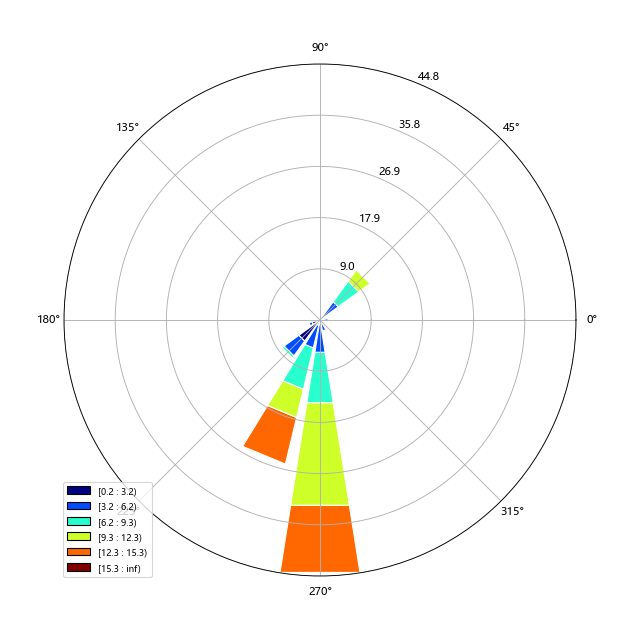 90°
44.8
35.8
135°
45°
26.9
17.9
9.0
180°
0°
[0.2 : 3.2)
[3.2 : 6.2)
[6.2 : 9.3)
225°
315°
[9.3 : 12.3)
[12.3 : 15.3)
[15.3 : inf)
270°